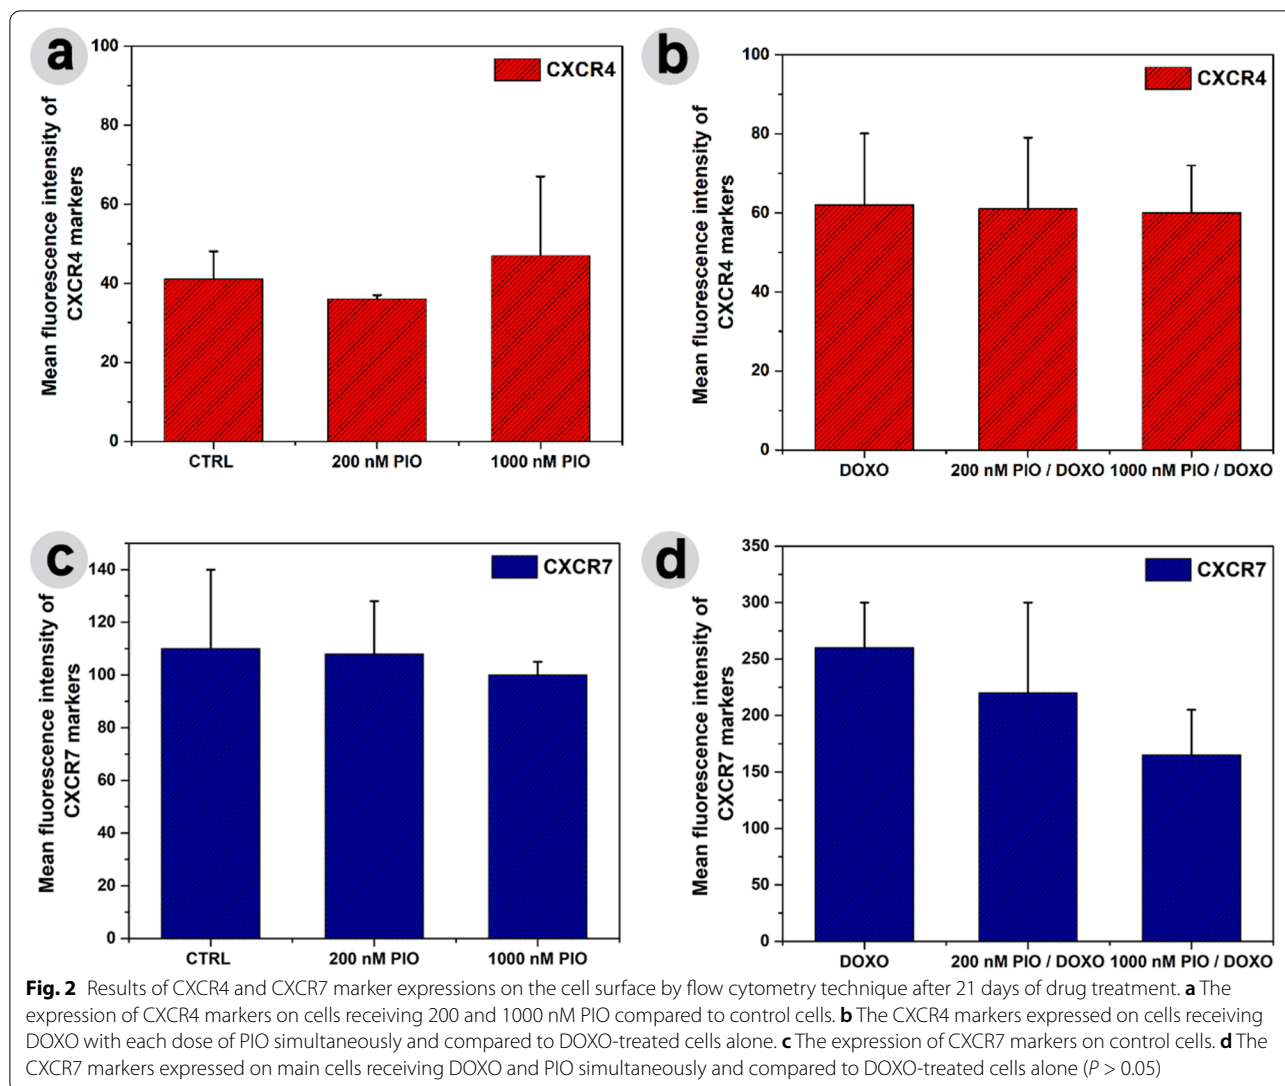 a
Mean fluorescence intensity of
CXCR4 markers
100
80
60
40
20
0
CXCR4
CTRL 200 nM PIO 1000 nM PIO
b
Mean fluorescence intensity of
CXCR4 markers
100
80
60
40
20
0
CXCR4
DOXO 200 nM PIO / DOXO 1000 nM PIO / DOXO
c
Mean fluorescence intensity of
CXCR7 markers
140
120
100
80
60
40
20
0
CXCR7
CTRL 200 nM PIO 1000 nM PIO
d
Mean fluorescence intensity of
CXCR7 markers
350
300
250
200
150
100
50
0
CXCR7
DOXO 200 nM PIO / DOXO 1000 nM PIO / DOXO
Fig. 2 Results of CXCR4 and CXCR7 marker expressions on the cell surface by flow cytometry technique after 21 days of drug treatment. a The
expression of CXCR4 markers on cells receiving 200 and 1000 nM PIO compared to control cells. b The CXCR4 markers expressed on cells receiving
DOXO with each dose of PIO simultaneously and compared to DOXO-treated cells alone. c The expression of CXCR7 markers on control cells. d The
CXCR7 markers expressed on main cells receiving DOXO and PIO simultaneously and compared to DOXO-treated cells alone (P > 0.05)